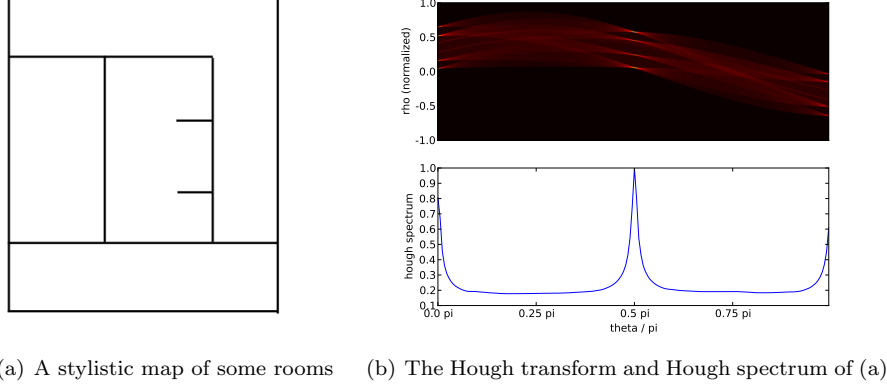 1.0
0.5
0.0
-0.5
-1.0
rho (normalized)
1.0
0.9
0.8
0.7
0.6
0.5
0.4
0.3
0.2
0.1
hough spectrum
0.0 pi 0.25 pi 0.5 pi 0.75 pi
theta / pi
a) A stylistic map of some rooms
(b) The Hough transform and Hough spectrum of (a)